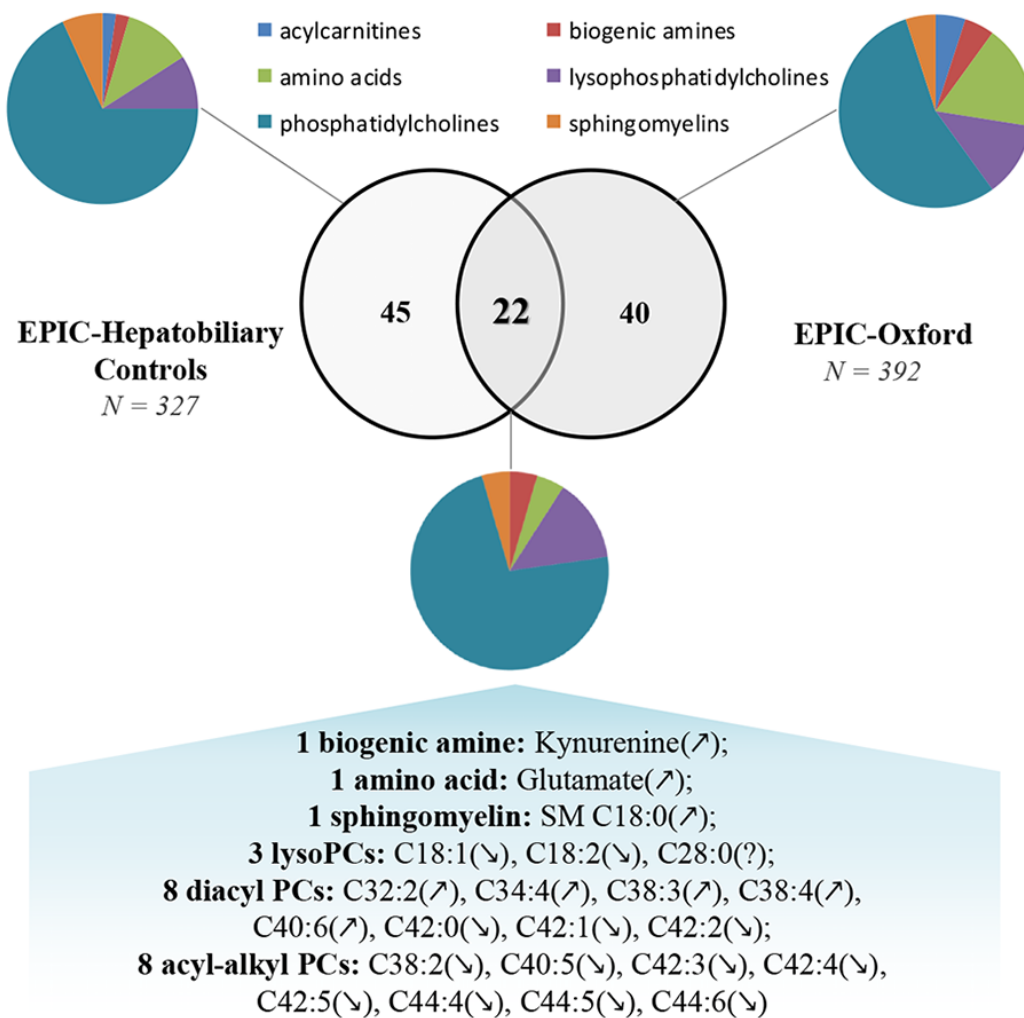 acylcarnitines
biogenic amines
amino acids
lysophosphatidylcholines
phosphatidylcholines
sphingomyelins
45
22
40
EPIC-Hepatobiliary
Controls
N = 327
EPIC-Oxford
N = 392
1 biogenic amine: Kynurenine(↗);
1 amino acid: Glutamate(↗);
1 sphingomyelin: SM C18:0(↗);
3 lysoPCs: C18:1(↘), C18:2(↘), C28:0(?);
8 diacyl PCs: C32:2(↗), C34:4(↗), C38:3(↗), C38:4(↗),
C40:6(↗), C42:0(↘), C42:1(↘), C42:2(↘);
8 acyl-alkyl PCs: C38:2(↘), C40:5(↘), C42:3(↘), C42:4(↘),
C42:5(↘), C44:4(↘), C44:5(↘), C44:6(↘)